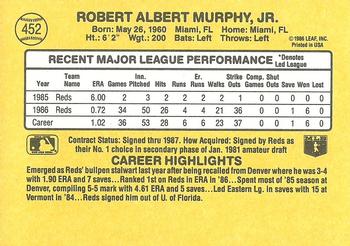 452
ROBERT ALBERT MURPHY, JR.
Born: May 26, 1960 Miami, FL Home: Miami, FL
Ht.: 6' 2" Wgt.: 200 Bats: Left Throws: Left
© 1986 LEAF, INC.
Printed in USA
RECENT MAJOR LEAGUE PERFORMANCE *Denotes Led League
Year Team Name ERA Games Inn. Pitched Hits Runs Er. Runs Walks Strike Outs Comp. Games Shut Outs Save Won Lost
1985 Reds 6.00 2 3 2 2 2 2 1 0 0 0 0 0
1986 Reds 0.72 34 50 26 4 4 21 36 0 0 1 6 0
Career 1.02 36 53 28 6 6 23 37 0 0 1 6 0
Contract Status: Signed thru 1987. How Acquired: Signed by Reds as
their No. 1 choice in secondary phase of Jan. 1981 amateur draft
CAREER HIGHLIGHTS
Emerged as Reds' bullpen stalwart last year after being recalled from Denver where he was 3-4
with 1.90 ERA and 7 saves...Ranked 1st on Reds in ERA in '86...Spent most of '85 season at
Denver, compiling 5-5 mark with 4.61 ERA and 5 saves...Led Eastern Lg. in saves with 15 at
Vermont in '84...Reds signed him out of U. of Florida.